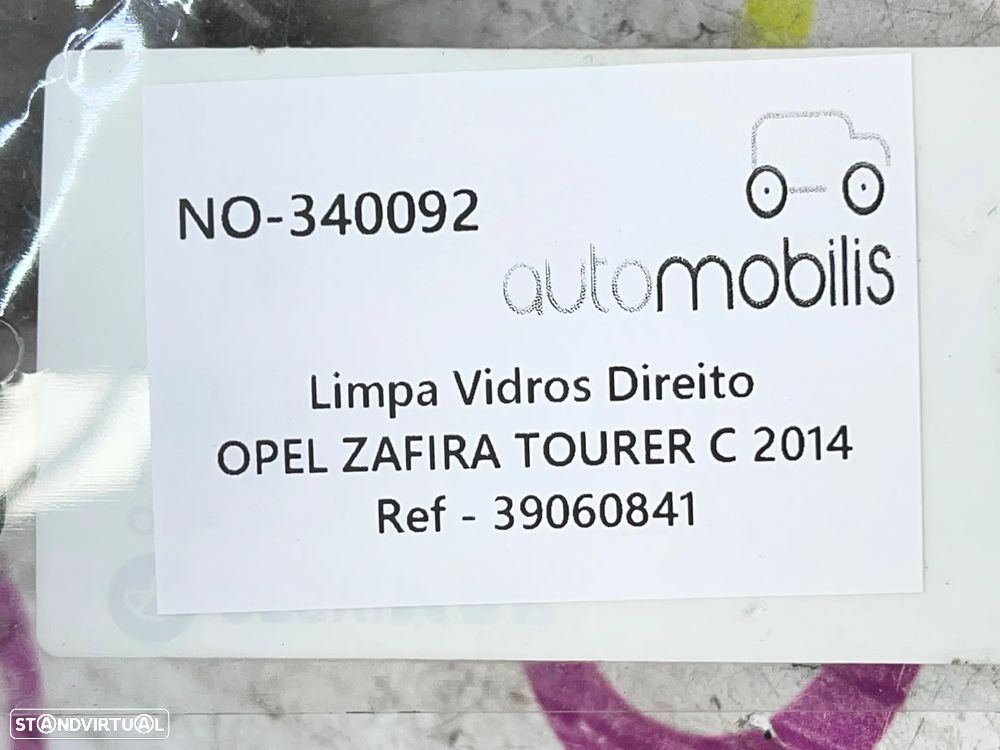 NO-340092
automobilis
Limpa Vidros Direito
OPEL ZAFIRA TOURER C 2014
Ref - 39060841
STANDVIRTUAL